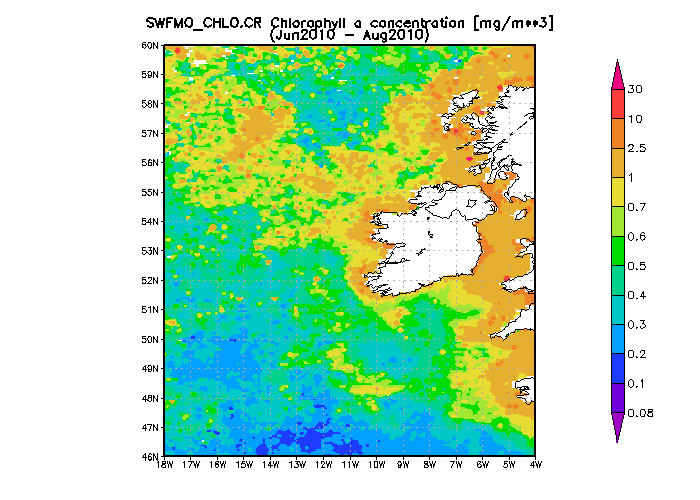 SWFMO_CHLO.CR Chlorophyll a concentration [mg/m**3]
(Jun2010 - Aug2010)
60N
59N
58N
57N
56N
55N
54N
53N
52N
51N
50N
49N
48N
47N
46N
18W 17W 16W 15W 14W 13W 12W 11W 10W 9W 8W 7W 6W 5W 4W
30
10
2.5
1
0.7
0.6
0.5
0.4
0.3
0.2
0.1
0.08